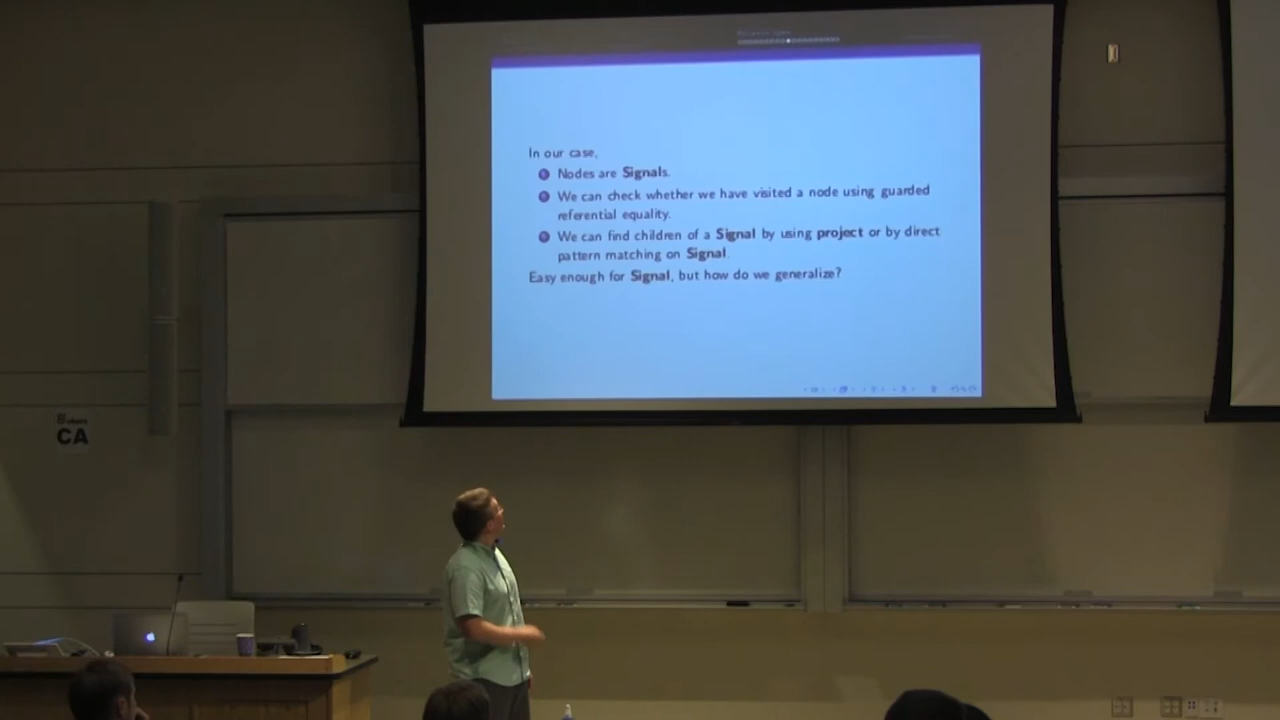 In our case,
Nodes are Signals.
We can check whether we have visited a node using guarded
referential equality.
We can find children of a Signal by using project or by direct
pattern matching on Signal.
Easy enough for Signal, but how do we generalize?
CA